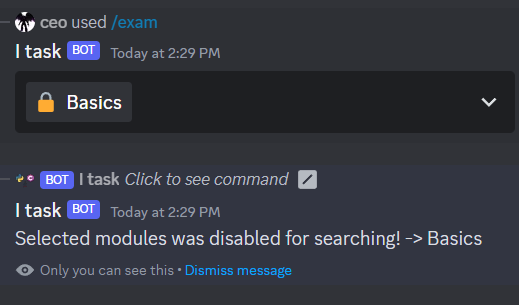 ceo used /exam
I task BOT Today at 2:29 PM
Basics
BOT I task Click to see command
I task BOT Today at 2:29 PM
Selected modules was disabled for searching! -> Basics
Only you can see this • Dismiss message